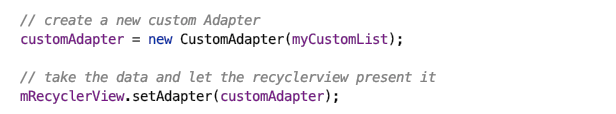 // create a new custom Adapter
customAdapter = new CustomAdapter(myCustomList);
// take the data and let the recyclerview present it
mRecyclerView.setAdapter(customAdapter);